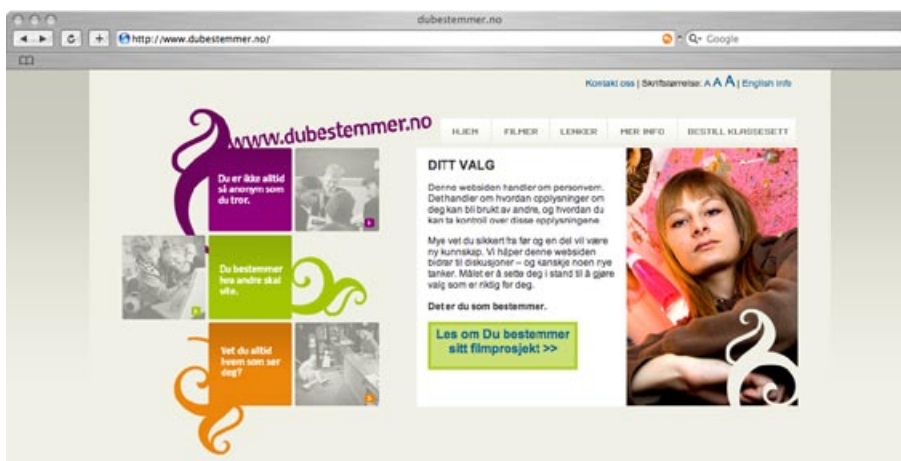 dubestemmer.no
http://www.dubestemmer.no/
Google
Kontakt oss | Skriftstørrelse: A A A | English info
www.dubestemmer.no
HJEM FILMER LENKER MER INFO BESTILL KLASSESETT
Du er ikke alltid
så anonym som
du tror.
Du bestemmer
hva andre skal
vite.
Vet du alltid
hvem som ser
deg?
DITT VALG
Denne websiden handler om personvern.
Det handler om hvordan opplysninger om
deg kan bli brukt av andre, og hvordan du
kan ta kontroll over disse opplysningene.
Mye vet du sikkert fra før og en del vil være
ny kunnskap. Vi håper denne websiden
bidrar til diskusjoner – og kanskje noen nye
tanker. Målet er å sette deg i stand til å gjøre
valg som er riktig for deg.
Det er du som bestemmer.
Les om Du bestemmer
sitt filmprosjekt >>